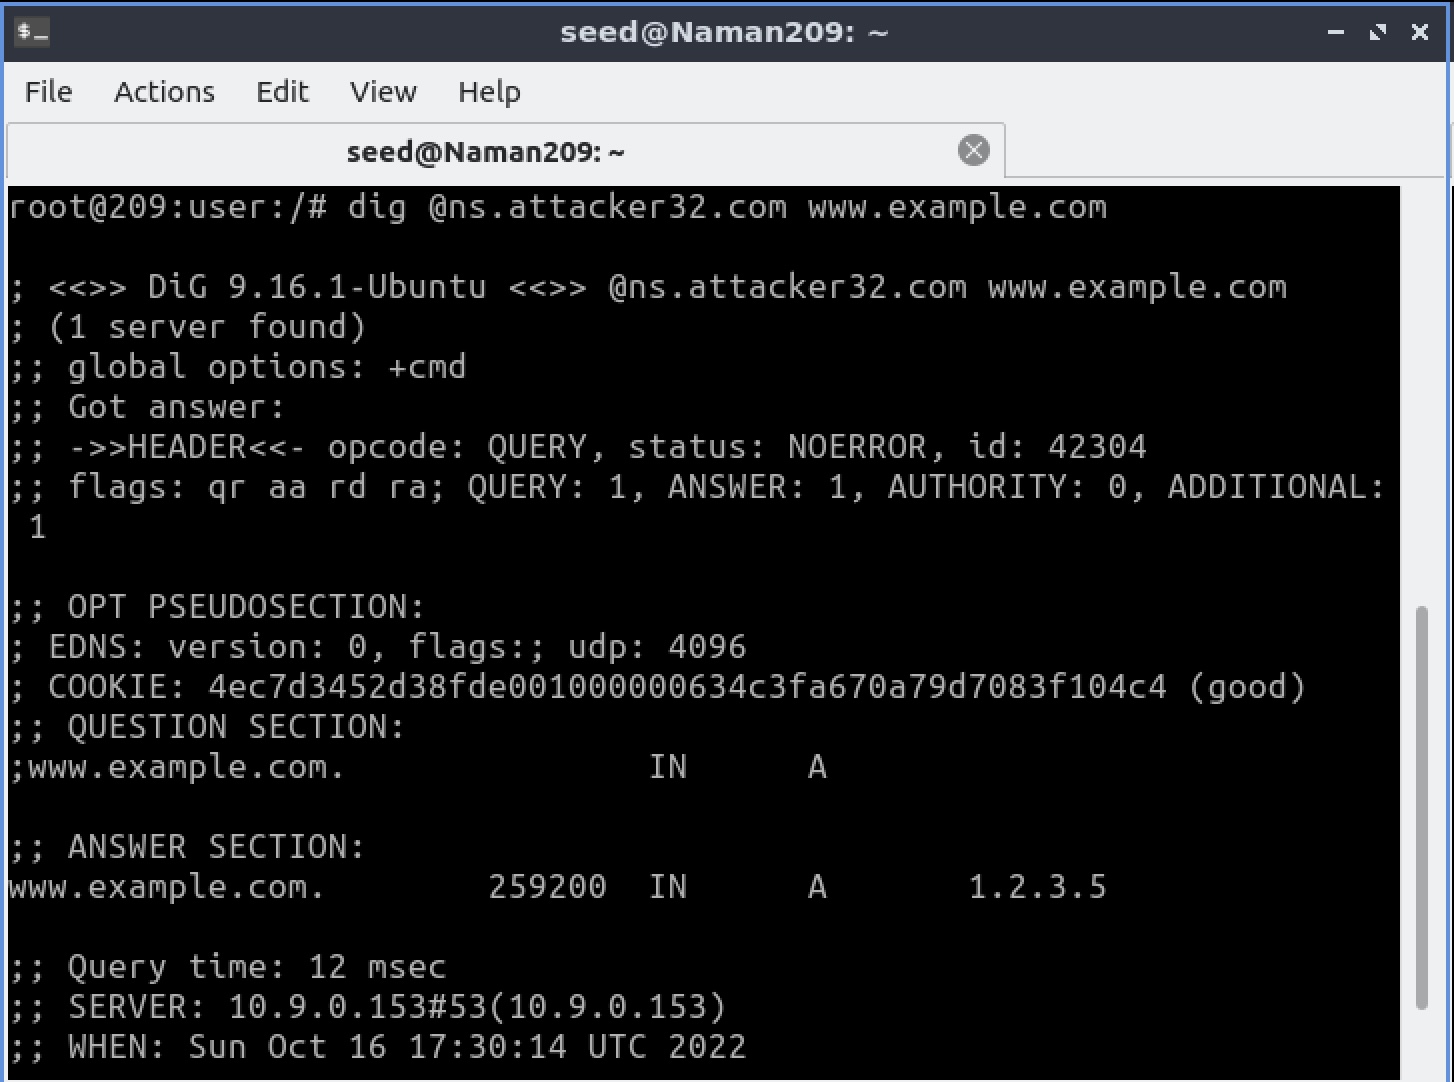 seed@Naman209: ~
File Actions Edit View Help
seed@Naman209: ~
root@209:user:/# dig @ns.attacker32.com www.example.com
; <<>> DiG 9.16.1-Ubuntu <<>> @ns.attacker32.com www.example.com
; (1 server found)
;; global options: +cmd
;; Got answer:
;; ->>HEADER<<- opcode: QUERY, status: NOERROR, id: 42304
;; flags: qr aa rd ra; QUERY: 1, ANSWER: 1, AUTHORITY: 0, ADDITIONAL:
 1
;; OPT PSEUDOSECTION:
; EDNS: version: 0, flags:; udp: 4096
; COOKIE: 4ec7d3452d38fde001000000634c3fa670a79d7083f104c4 (good)
;; QUESTION SECTION:
;www.example.com. IN A
;; ANSWER SECTION:
www.example.com. 259200 IN A 1.2.3.5
;; Query time: 12 msec
;; SERVER: 10.9.0.153#53(10.9.0.153)
;; WHEN: Sun Oct 16 17:30:14 UTC 2022